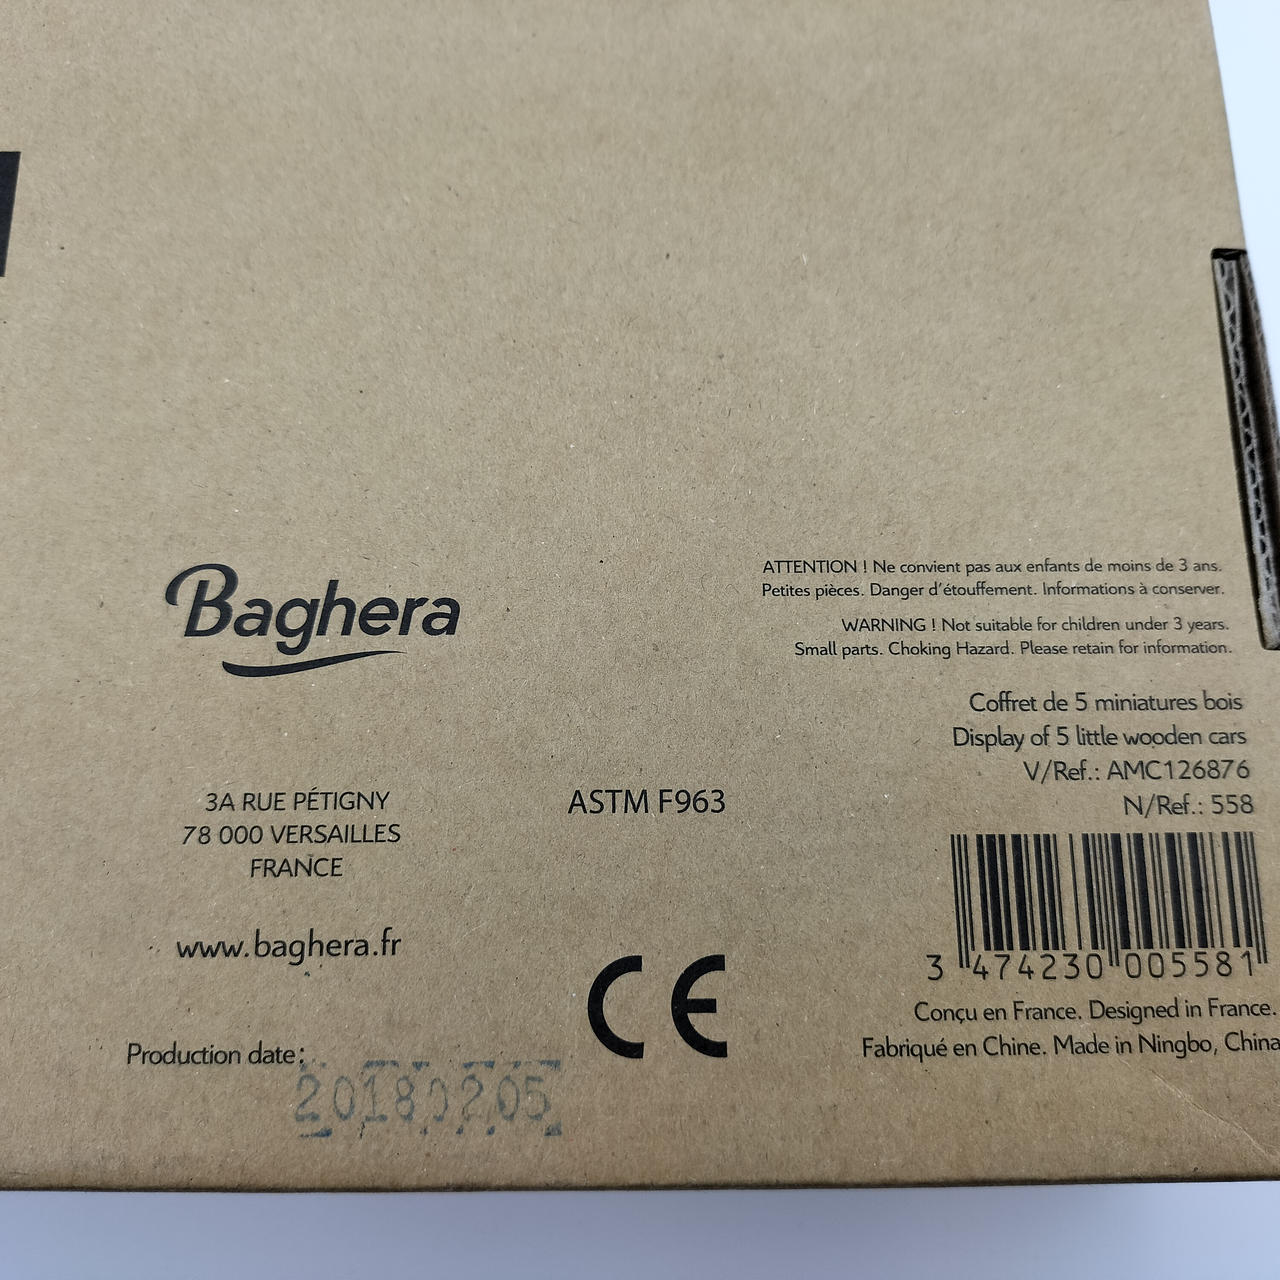 Baghera
3A RUE PÉTIGNY
78 000 VERSAILLES
FRANCE
www.baghera.fr
Production date:
20180205
ASTM F963
CE
ATTENTION ! Ne convient pas aux enfants de moins de 3 ans.
Petites pièces. Danger d'étouffement. Informations à conserver.
WARNING ! Not suitable for children under 3 years.
Small parts. Choking Hazard. Please retain for information.
Coffret de 5 miniatures bois
Display of 5 little wooden cars
V/Ref.: AMC126876
N/Ref.: 558
3 474230 005581
Conçu en France. Designed in France.
Fabriqué en Chine. Made in Ningbo, China